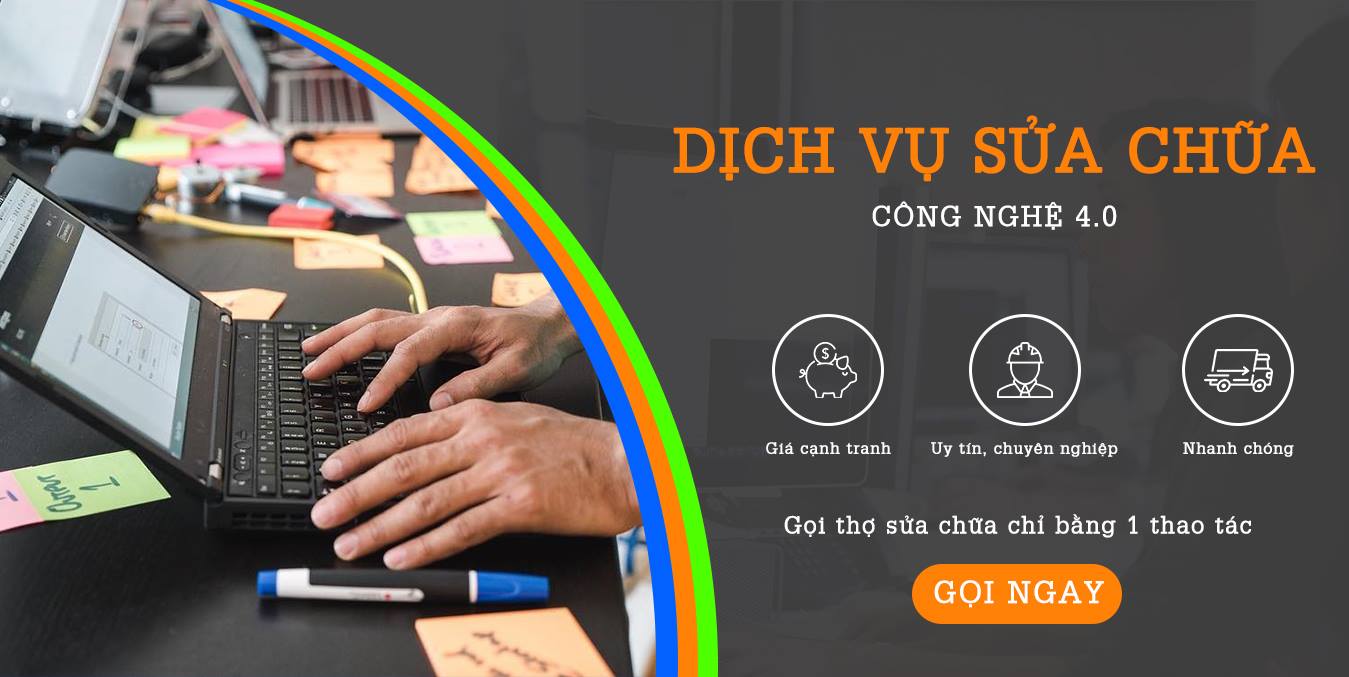 DỊCH VỤ SỬA CHỮA
CÔNG NGHỆ 4.0
$
Giá cạnh tranh
Uy tín, chuyên nghiệp
Nhanh chóng
Gọi thợ sửa chữa chỉ bằng 1 thao tác
GỌI NGAY